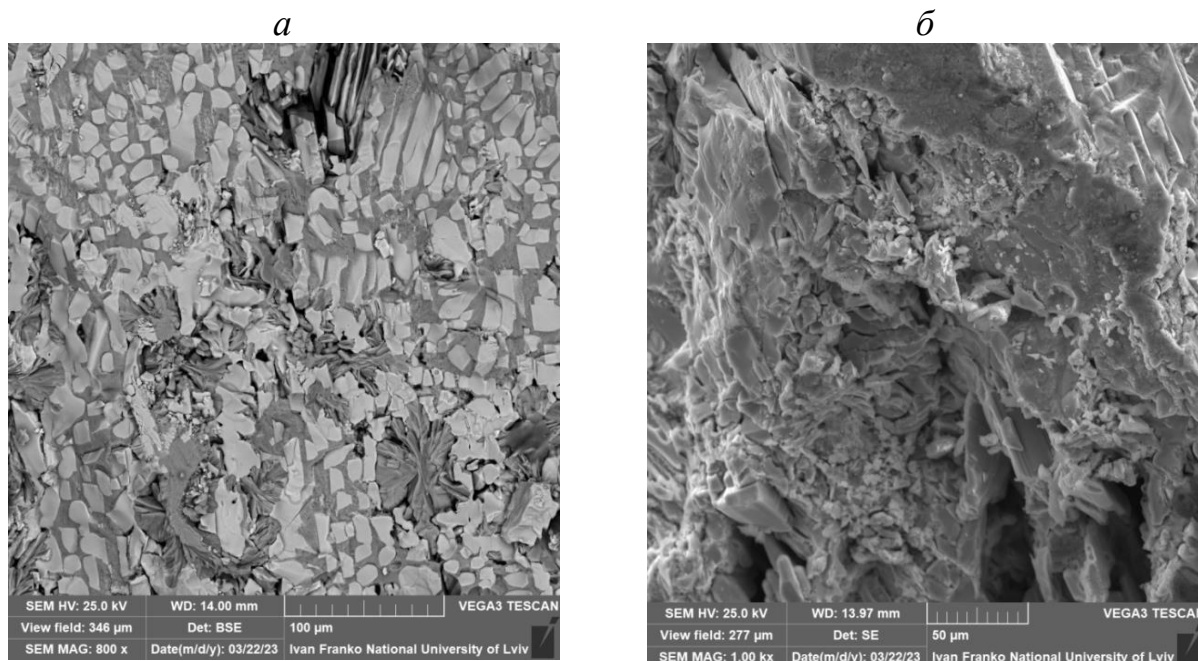 а
б
SEM HV: 25.0 kV WD: 14.00 mm VEGA3 TESCAN
View field: 346 µm Det: BSE 100 µm
SEM MAG: 800 x Date(m/d/y): 03/22/23 Ivan Franko National University of Lviv
SEM HV: 25.0 kV WD: 13.97 mm VEGA3 TESCAN
View field: 277 µm Det: SE 50 µm
SEM MAG: 1.00 kx Date(m/d/y): 03/22/23 Ivan Franko National University of Lviv